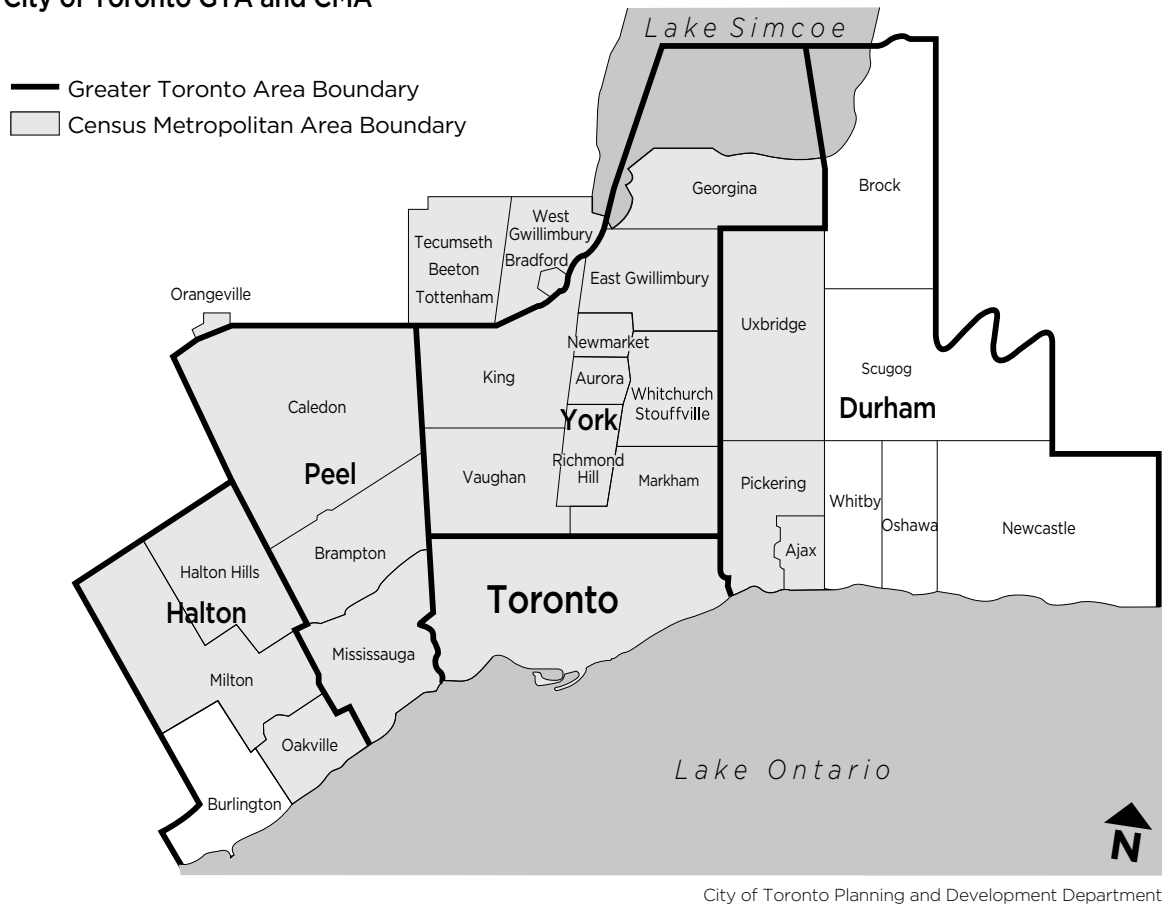 City of Toronto GTA and CMA
Lake Simcoe
Greater Toronto Area Boundary
Census Metropolitan Area Boundary
Georgina
Brock
West
Gwillimbury
Bradford
Tecumseth
Beeton
Tottenham
East Gwillimbury
Orangeville
Uxbridge
Newmarket
King
Aurora
Whitchurch
Stouffville
Scugog
Durham
Caledon
York
Peel
Vaughan
Richmond
Hill
Markham
Pickering
Whitby
Oshawa
Newcastle
Ajax
Brampton
Halton Hills
Halton
Toronto
Mississauga
Milton
Oakville
Burlington
Lake Ontario
N
City of Toronto Planning and Development Department